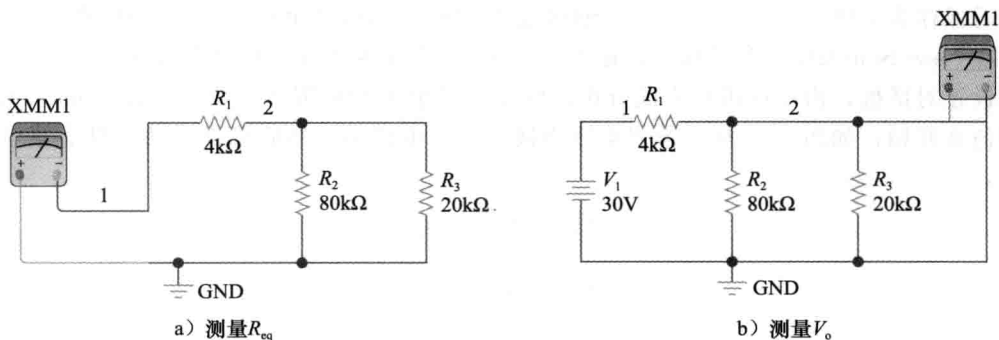 XMM1
R₁
2
4kΩ
1
R₂
80kΩ
R₃
20kΩ
GND
a）测量Rₑq
XMM1
1
R₁
2
4kΩ
V₁
30V
R₂
80kΩ
R₃
20kΩ
GND
b）测量Vₒ